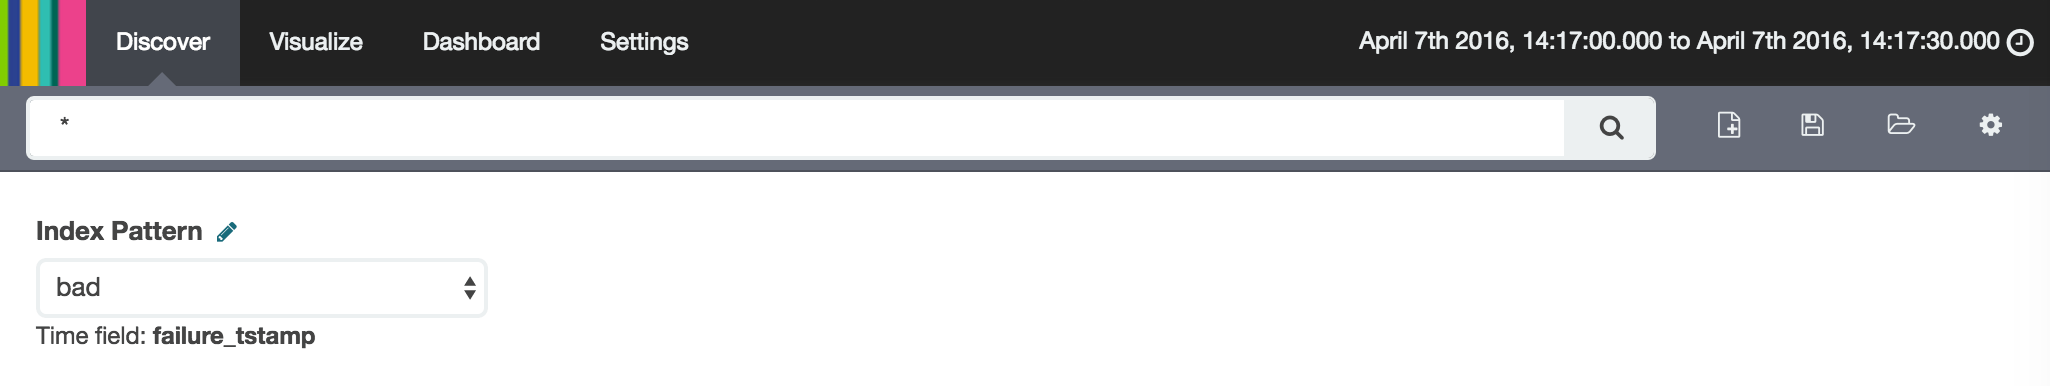 Discover Visualize Dashboard Settings April 7th 2016, 14:17:00.000 to April 7th 2016, 14:17:30.000
*
Index Pattern
bad
Time field: failure_tstamp